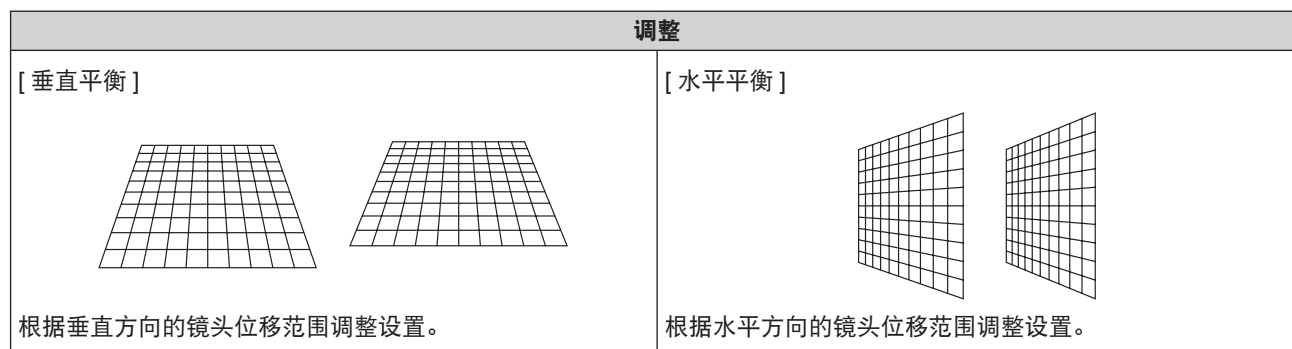 调整
[ 垂直平衡 ]
根据垂直方向的镜头位移范围调整设置。
[ 水平平衡 ]
根据水平方向的镜头位移范围调整设置。